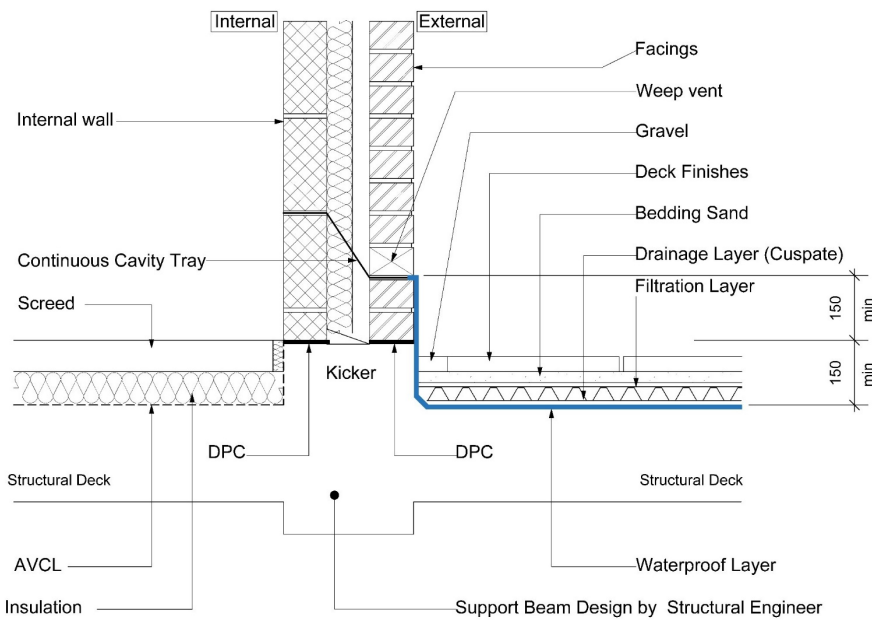 Internal
External
Facings
Weep vent
Internal wall
Gravel
Deck Finishes
Bedding Sand
Drainage Layer (Cuspate)
Continuous Cavity Tray
Filtration Layer
Screed
150
min
150
min
Kicker
DPC
DPC
Structural Deck
Structural Deck
AVCL
Waterproof Layer
Insulation
Support Beam Design by Structural Engineer